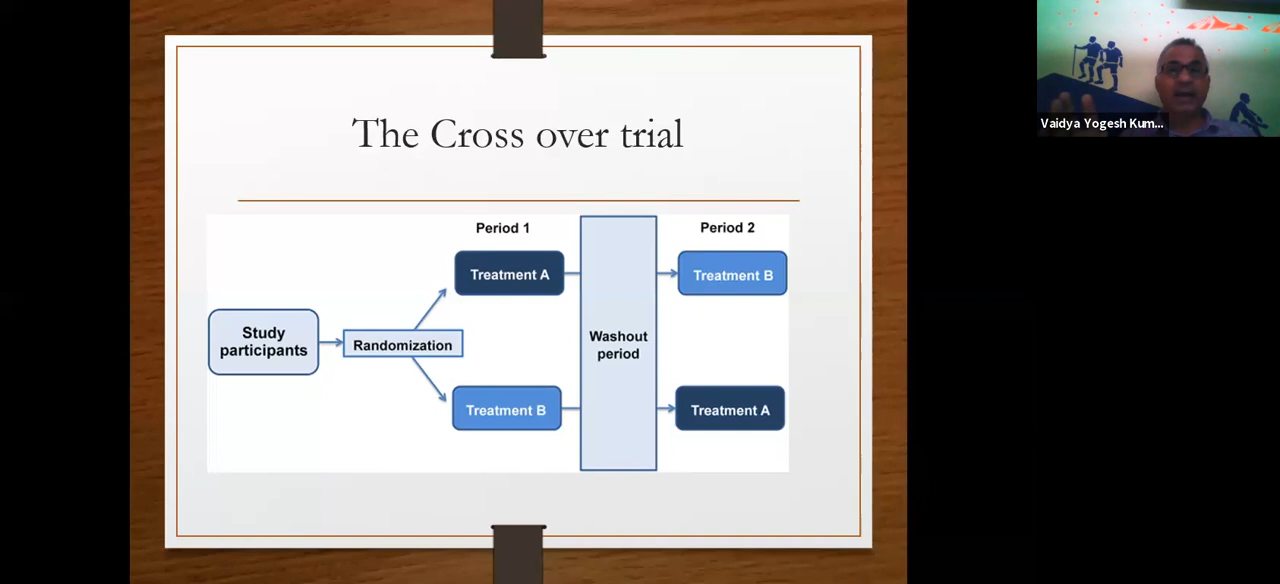 The Cross over trial
Period 1
Period 2
Treatment A
Treatment B
Study
participants
Randomization
Washout
period
Treatment B
Treatment A
Vaidya Yogesh Kum...